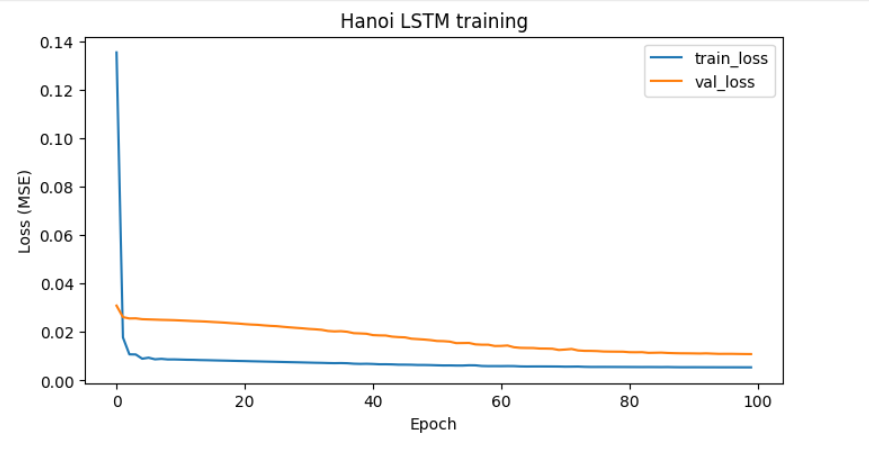 Hanoi LSTM training
0.14
0.12
0.10
0.08
0.06
0.04
0.02
0.00
Loss (MSE)
train_loss
val_loss
0 20 40 60 80 100
Epoch